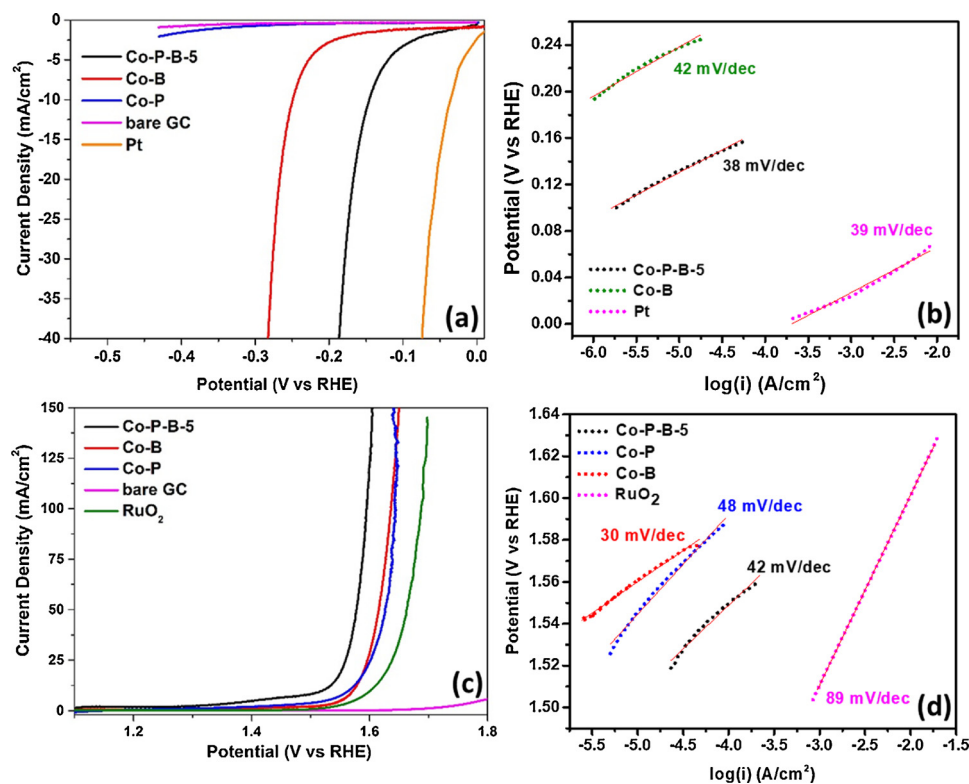 0
-5
-10
-15
-20
-25
-30
-35
-40
Current Density (mA/cm²)
Co-P-B-5
Co-B
Co-P
bare GC
Pt
(a)
-0.5 -0.4 -0.3 -0.2 -0.1 0.0
Potential (V vs RHE)
0.24
0.20
0.16
0.12
0.08
0.04
0.00
Potential (V vs RHE)
42 mV/dec
38 mV/dec
39 mV/dec
Co-P-B-5
Co-B
Pt
(b)
-6.0 -5.5 -5.0 -4.5 -4.0 -3.5 -3.0 -2.5 -2.0
log(i) (A/cm²)
150
125
100
75
50
25
0
Current Density (mA/cm²)
Co-P-B-5
Co-B
Co-P
bare GC
RuO₂
(c)
1.2 1.4 1.6 1.8
Potential (V vs RHE)
1.64
1.62
1.60
1.58
1.56
1.54
1.52
1.50
Potential (V vs RHE)
Co-P-B-5
Co-P
Co-B
RuO₂
48 mV/dec
30 mV/dec
42 mV/dec
89 mV/dec
(d)
-5.5 -5.0 -4.5 -4.0 -3.5 -3.0 -2.5 -2.0 -1.5
log(i) (A/cm²)